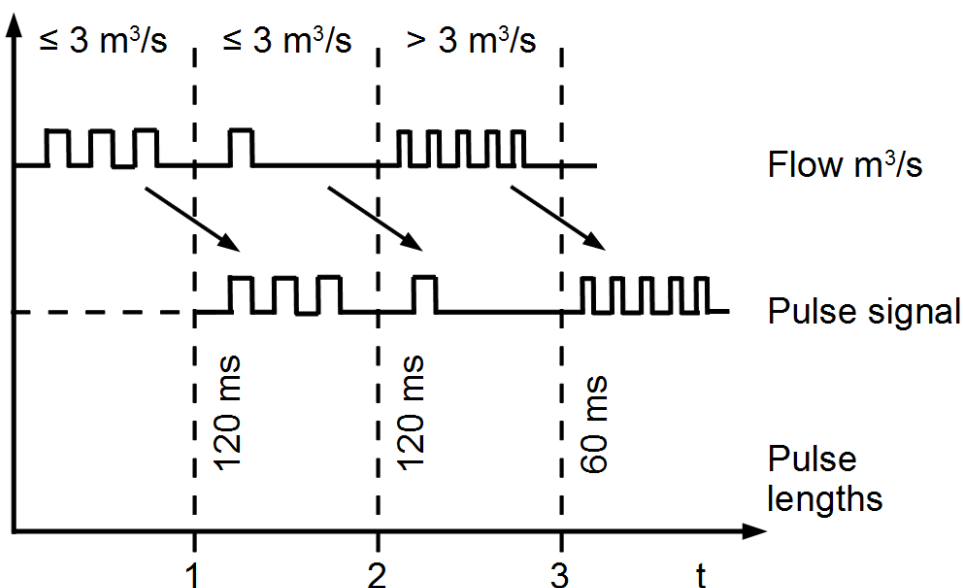 ≤ 3 m³/s ≤ 3 m³/s > 3 m³/s
Flow m³/s
Pulse signal
120 ms
120 ms
60 ms
Pulse
lengths
1 2 3 t